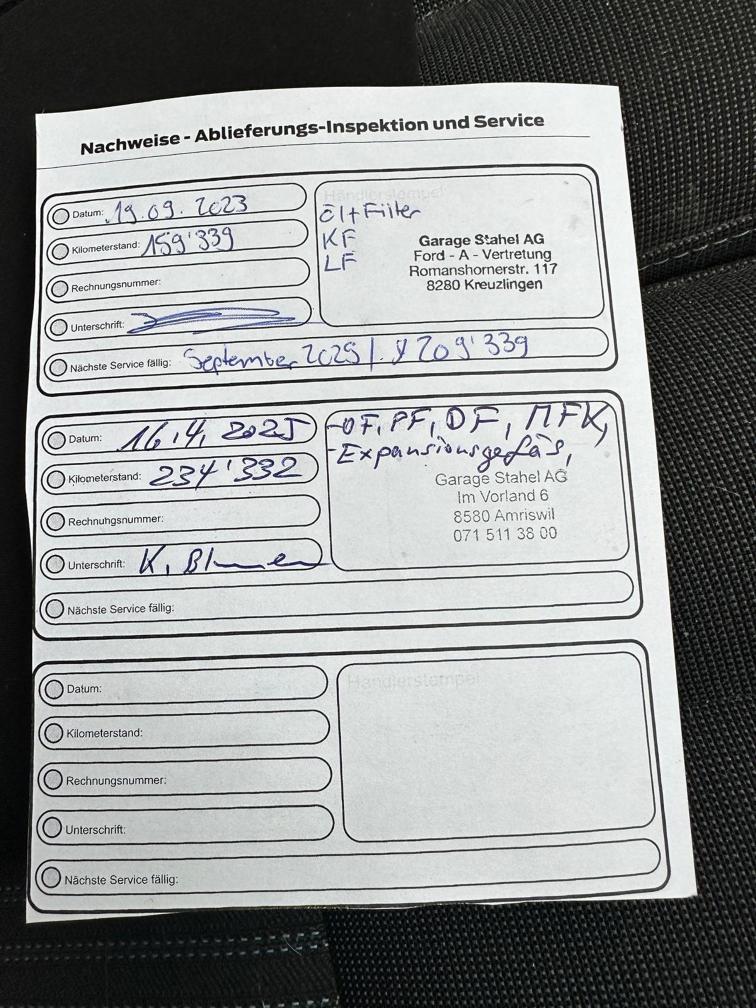 Nachweise - Ablieferungs-Inspektion und Service
Händlerstempel
Datum: 19.09.2023
Kilometerstand: 159'339
Rechnungsnummer:
Unterschrift:
Öl+Filter
KF
LF
Garage Stahel AG
Ford - A - Vertretung
Romanshornerstr. 117
8280 Kreuzlingen
Nächste Service fällig: September 2025 / 209'339
Datum: 16.4.2025
Kilometerstand: 234'332
Rechnungsnummer:
Unterschrift: K.
-OF, PF, DF, MFK,
-Expansionsgefäs,
Garage Stahel AG
Im Vorland 6
8580 Amriswil
071 511 38 00
Nächste Service fällig:
Datum:
Kilometerstand:
Rechnungsnummer:
Unterschrift:
Händlerstempel
Nächste Service fällig: